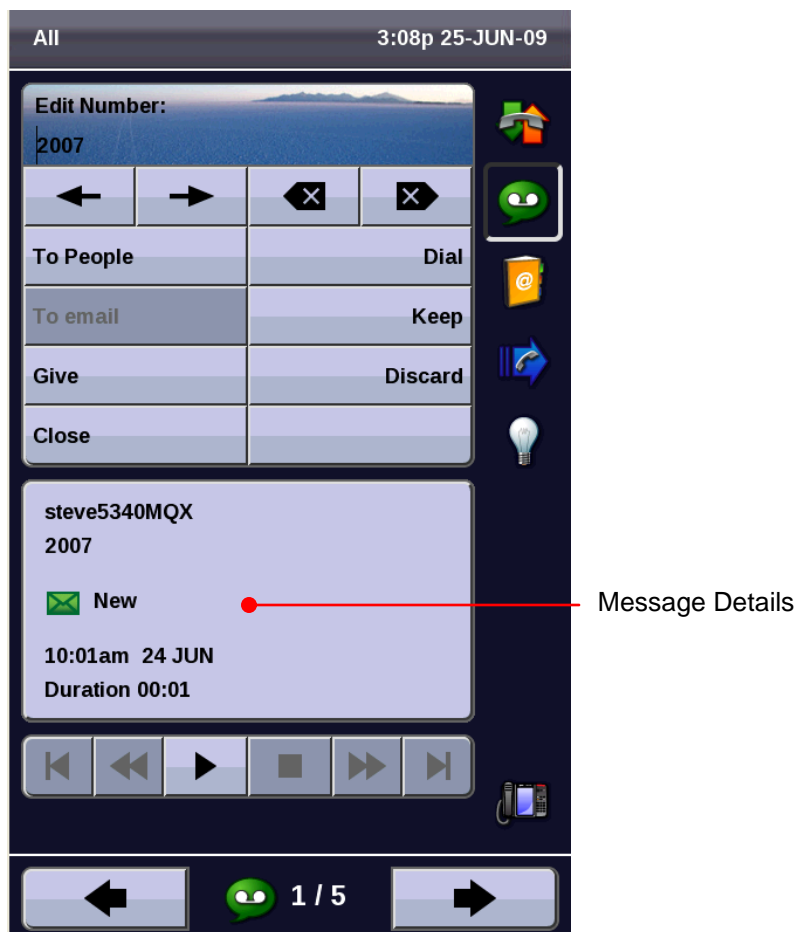 All 3:08p 25-JUN-09
Edit Number:
2007
To People Dial
To email Keep
Give Discard
Close
steve5340MQX
2007
New
Message Details
10:01am 24 JUN
Duration 00:01
1 / 5